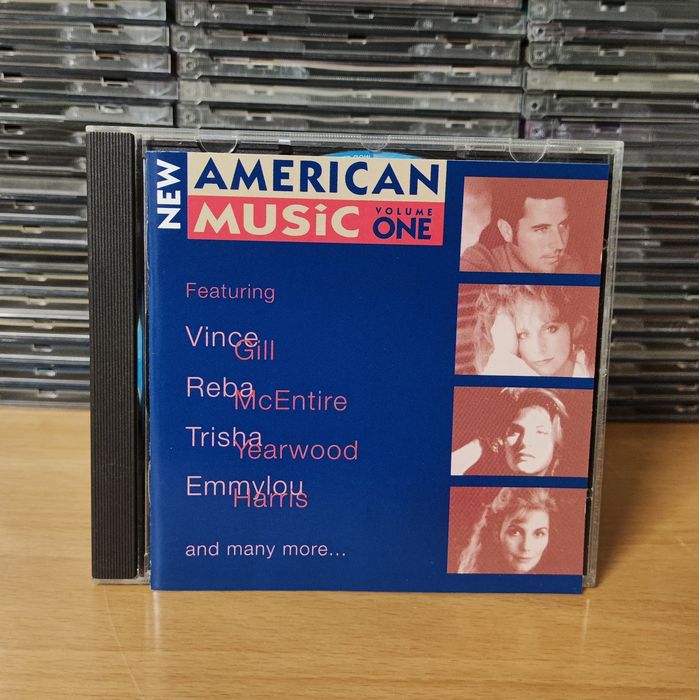 NEW
AMERICAN
MUSiC VOLUME ONE
Featuring
Vince
Gill
Reba
McEntire
Trisha
Yearwood
Emmylou
Harris
and many more...